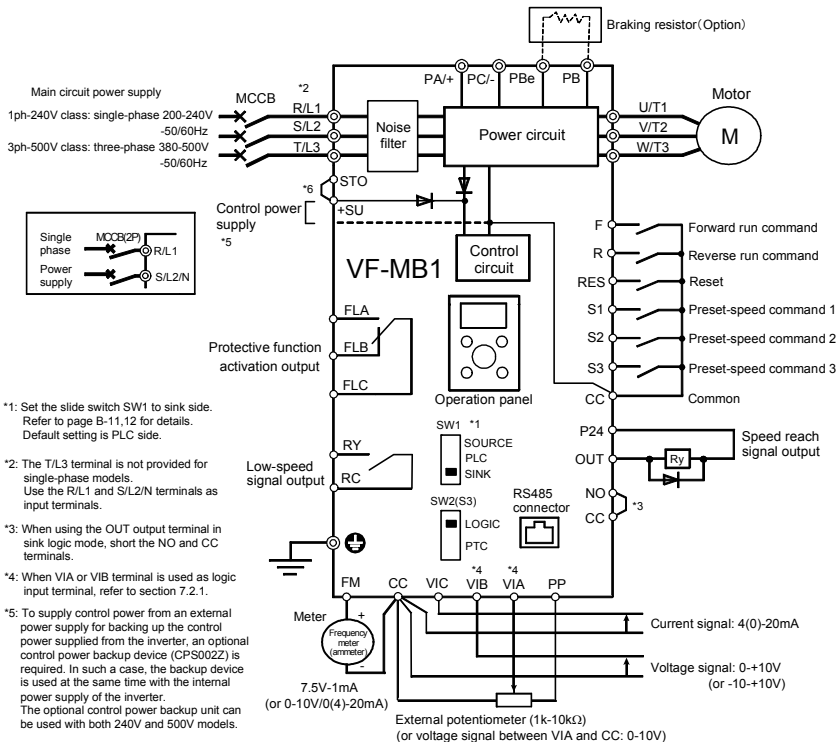 Braking resistor(Option)
PA/+ PC/- PBe PB
Main circuit power supply
MCCB
*2
1ph-240V class: single-phase 200-240V
-50/60Hz
3ph-500V class: three-phase 380-500V
-50/60Hz
R/L1
S/L2
T/L3
Noise
filter
Power circuit
U/T1
V/T2
W/T3
Motor
M
*6
STO
Control power
supply
*5
+SU
Control
circuit
Single
phase
Power
supply
MCCB(2P)
R/L1
S/L2/N
VF-MB1
F
Forward run command
R
Reverse run command
RES
Reset
S1
Preset-speed command 1
S2
Preset-speed command 2
S3
Preset-speed command 3
CC
Common
FLA
FLB
FLC
Protective function
activation output
Operation panel
P24
OUT
Ry
Speed reach
signal output
NO
CC
*3
SW1 *1
SOURCE
PLC
SINK
RY
RC
Low-speed
signal output
SW2(S3)
LOGIC
PTC
RS485
connector
*1: Set the slide switch SW1 to sink side.
Refer to page B-11,12 for details.
Default setting is PLC side.
*2: The T/L3 terminal is not provided for
single-phase models.
Use the R/L1 and S/L2/N terminals as
input terminals.
*3: When using the OUT output terminal in
sink logic mode, short the NO and CC
terminals.
*4: When VIA or VIB terminal is used as logic
input terminal, refer to section 7.2.1.
*5: To supply control power from an external
power supply for backing up the control
power supplied from the inverter, an optional
control power backup device (CPS002Z) is
required. In such a case, the backup device
is used at the same time with the internal
power supply of the inverter.
The optional control power backup unit can
be used with both 240V and 500V models.
*4 *4
FM CC VIC VIB VIA PP
Meter
+
Frequency
meter
(ammeter)
-
7.5V-1mA
(or 0-10V/0(4)-20mA)
Current signal: 4(0)-20mA
Voltage signal: 0-+10V
(or -10-+10V)
External potentiometer (1k-10kΩ)
(or voltage signal between VIA and CC: 0-10V)